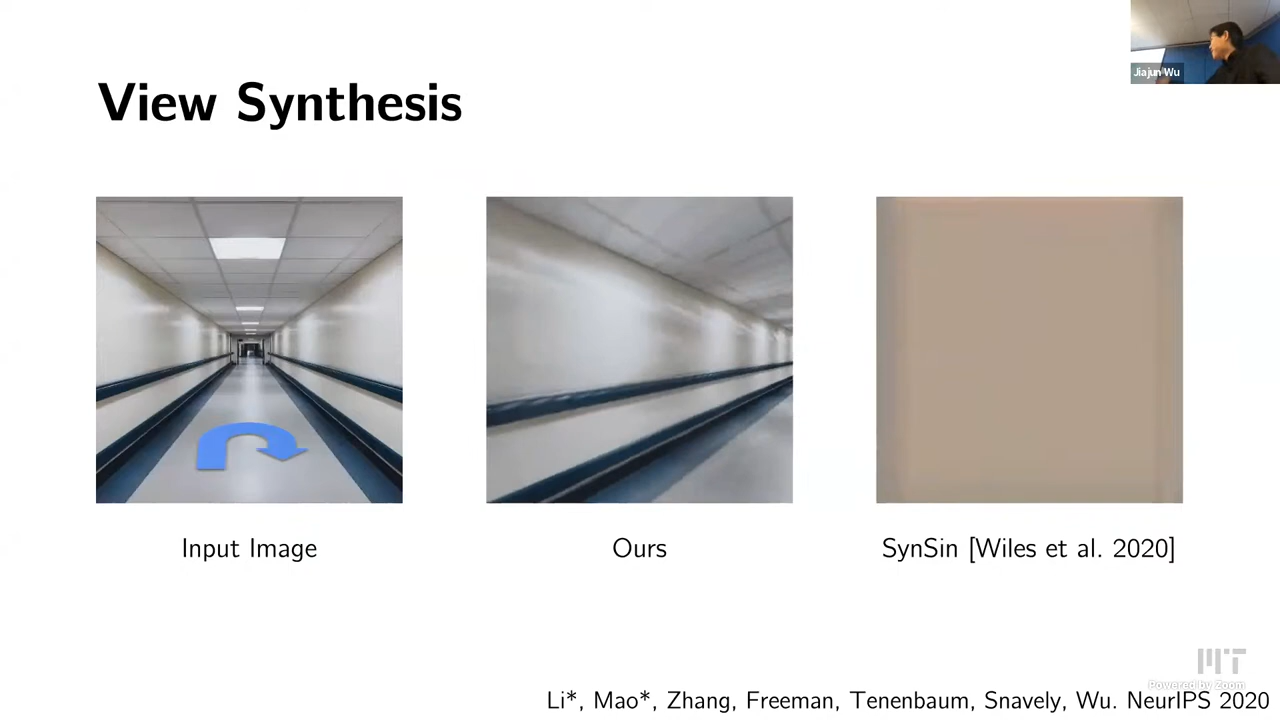 Jiajun Wu
View Synthesis
Input Image
Ours
SynSin [Wiles et al. 2020]
MIT
Powered by Zoom
Li*, Mao*, Zhang, Freeman, Tenenbaum, Snavely, Wu. NeurIPS 2020